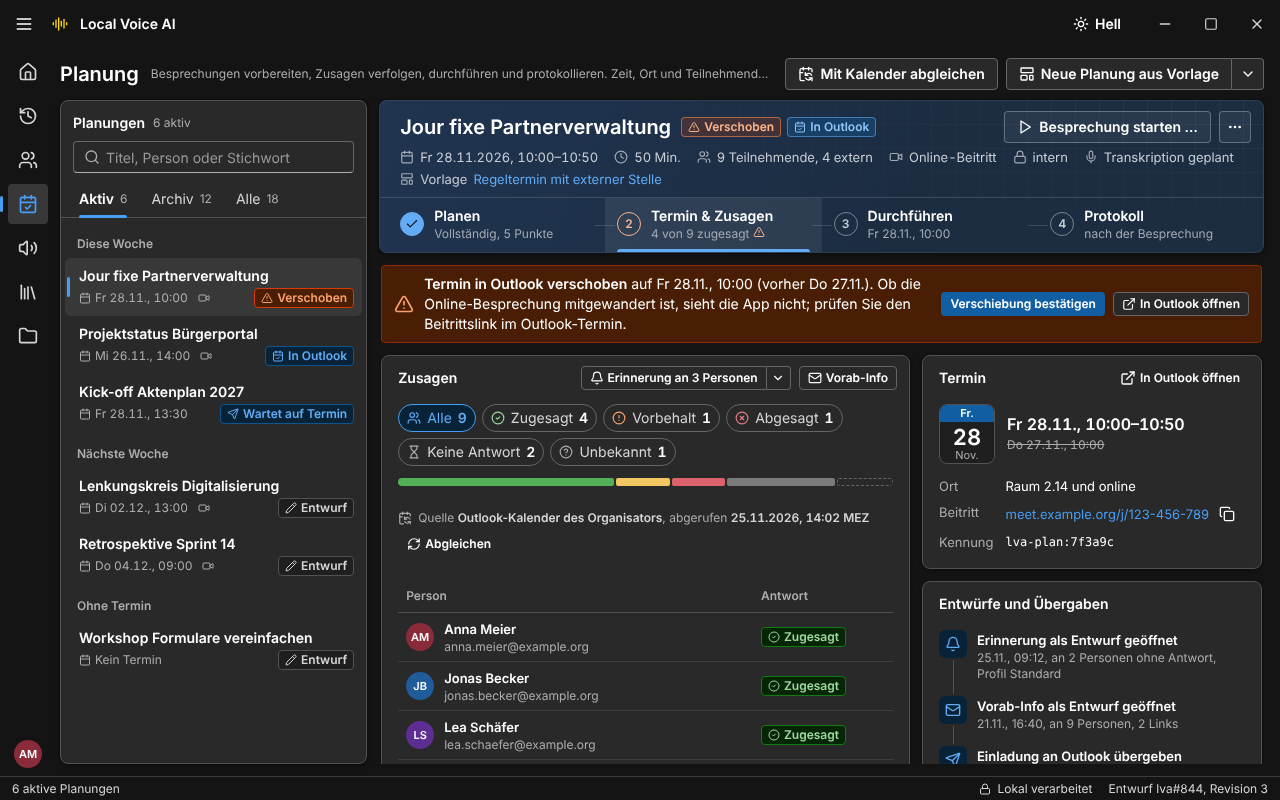 Local Voice AI
Hell
Planung
Besprechungen vorbereiten, Zusagen verfolgen, durchführen und protokollieren. Zeit, Ort und Teilnehmend...
Mit Kalender abgleichen
Neue Planung aus Vorlage
Planungen 6 aktiv
Titel, Person oder Stichwort
Aktiv 6
Archiv 12
Alle 18
Diese Woche
Jour fixe Partnerverwaltung
Fr 28.11., 10:00
Verschoben
Projektstatus Bürgerportal
Mi 26.11., 14:00
In Outlook
Kick-off Aktenplan 2027
Fr 28.11., 13:30
Wartet auf Termin
Nächste Woche
Lenkungskreis Digitalisierung
Di 02.12., 13:00
Entwurf
Retrospektive Sprint 14
Do 04.12., 09:00
Entwurf
Ohne Termin
Workshop Formulare vereinfachen
Kein Termin
Entwurf
AM
Jour fixe Partnerverwaltung
Verschoben
In Outlook
Besprechung starten ...
Fr 28.11.2026, 10:00–10:50
50 Min.
9 Teilnehmende, 4 extern
Online-Beitritt
intern
Transkription geplant
Vorlage Regeltermin mit externer Stelle
Planen
Vollständig, 5 Punkte
2
Termin & Zusagen
4 von 9 zugesagt
3
Durchführen
Fr 28.11., 10:00
4
Protokoll
nach der Besprechung
Termin in Outlook verschoben auf Fr 28.11., 10:00 (vorher Do 27.11.). Ob die
Online-Besprechung mitgewandert ist, sieht die App nicht; prüfen Sie den
Beitrittslink im Outlook-Termin.
Verschiebung bestätigen
In Outlook öffnen
Zusagen
Erinnerung an 3 Personen
Vorab-Info
Alle 9
Zugesagt 4
Vorbehalt 1
Abgesagt 1
Keine Antwort 2
Unbekannt 1
Quelle Outlook-Kalender des Organisators, abgerufen 25.11.2026, 14:02 MEZ
Abgleichen
Person
Antwort
AM
Anna Meier
anna.meier@example.org
Zugesagt
JB
Jonas Becker
jonas.becker@example.org
Zugesagt
LS
Lea Schäfer
lea.schaefer@example.org
Zugesagt
Termin
In Outlook öffnen
Fr.
28
Nov.
Fr 28.11., 10:00–10:50
Do 27.11., 10:00
Ort
Raum 2.14 und online
Beitritt
meet.example.org/j/123-456-789
Kennung
lva-plan:7f3a9c
Entwürfe und Übergaben
Erinnerung als Entwurf geöffnet
25.11., 09:12, an 2 Personen ohne Antwort,
Profil Standard
Vorab-Info als Entwurf geöffnet
21.11., 16:40, an 9 Personen, 2 Links
Einladung an Outlook übergeben
6 aktive Planungen
Lokal verarbeitet
Entwurf lva#844, Revision 3